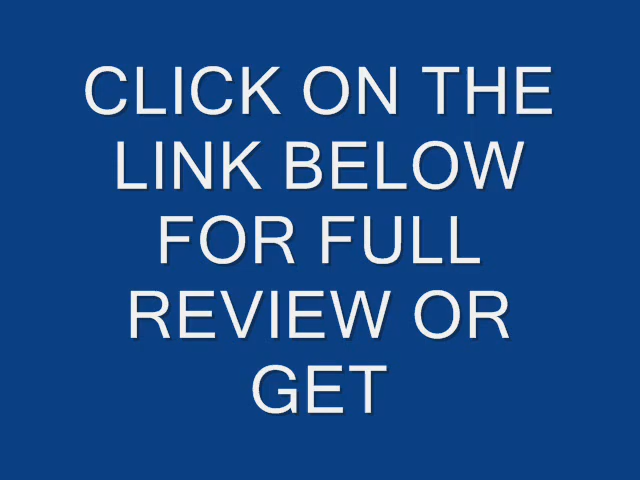 CLICK ON THE
LINK BELOW
FOR FULL
REVIEW OR
GET